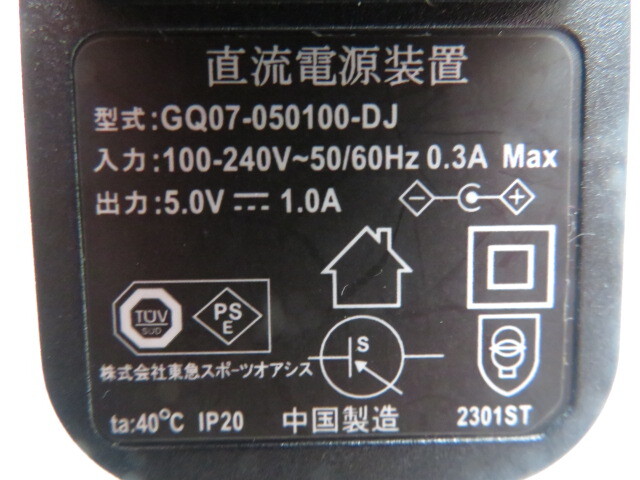 直流電源装置
型式:GQ07-050100-DJ
入力:100-240V~50/60Hz 0.3A Max
出力:5.0V⎓1.0A
TÜV
SUD
PS
E
S
株式会社東急スポーツオアシス
ta:40°C IP20 中国製造 2301ST